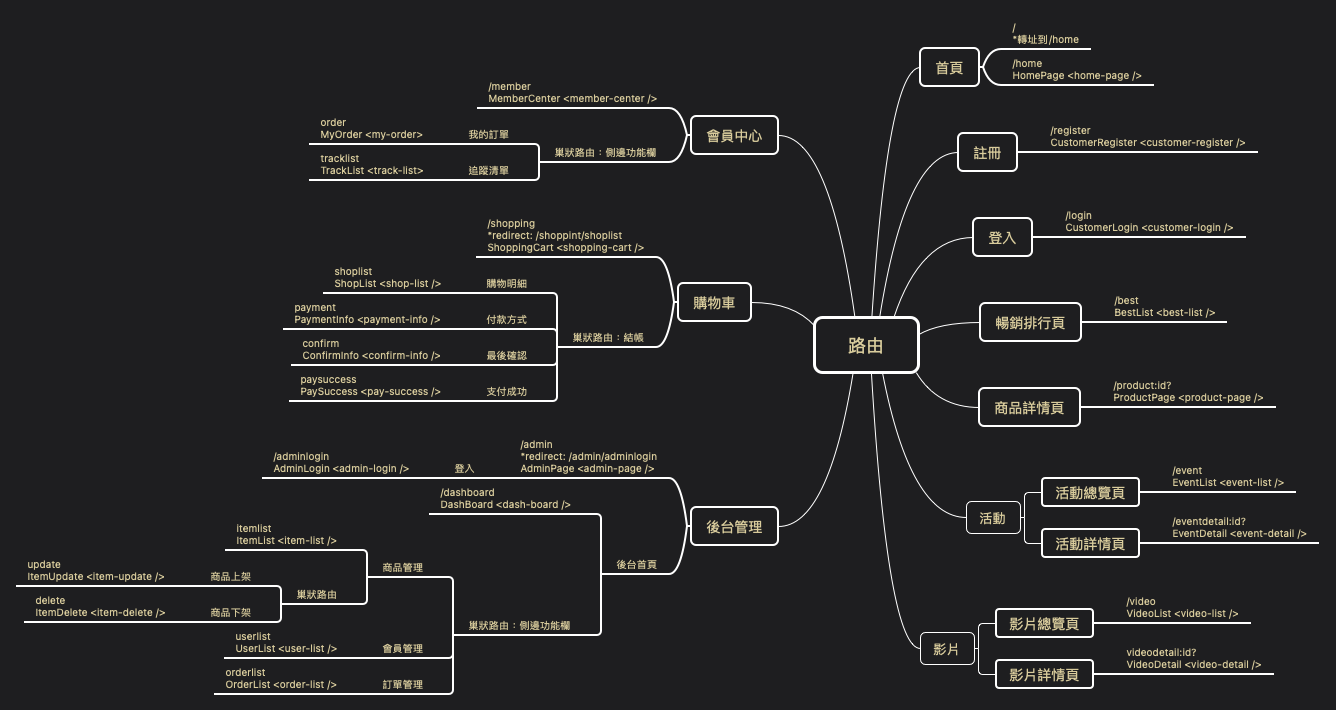 路由
首頁
/
*轉址到/home
/home
HomePage <home-page />
註冊
/register
CustomerRegister <customer-register />
登入
/login
CustomerLogin <customer-login />
暢銷排行頁
/best
BestList <best-list />
商品詳情頁
/product:id?
ProductPage <product-page />
活動
活動總覽頁
/event
EventList <event-list />
活動詳情頁
/eventdetail:id?
EventDetail <event-detail />
影片
影片總覽頁
/video
VideoList <video-list />
影片詳情頁
videodetail:id?
VideoDetail <video-detail />
會員中心
/member
MemberCenter <member-center />
巢狀路由：側邊功能欄
order
MyOrder <my-order> 我的訂單
tracklist
TrackList <track-list> 追蹤清單
購物車
/shopping
*redirect: /shoppint/shoplist
ShoppingCart <shopping-cart />
巢狀路由：結帳
shoplist
ShopList <shop-list /> 購物明細
payment
PaymentInfo <payment-info /> 付款方式
confirm
ConfirmInfo <confirm-info /> 最後確認
paysuccess
PaySuccess <pay-success /> 支付成功
後台管理
/admin
*redirect: /admin/adminlogin
AdminPage <admin-page />
登入
/adminlogin
AdminLogin <admin-login />
後台首頁
/dashboard
DashBoard <dash-board />
巢狀路由：側邊功能欄
商品管理
itemlist
ItemList <item-list />
巢狀路由
update
ItemUpdate <item-update /> 商品上架
delete
ItemDelete <item-delete /> 商品下架
userlist
UserList <user-list /> 會員管理
orderlist
OrderList <order-list /> 訂單管理